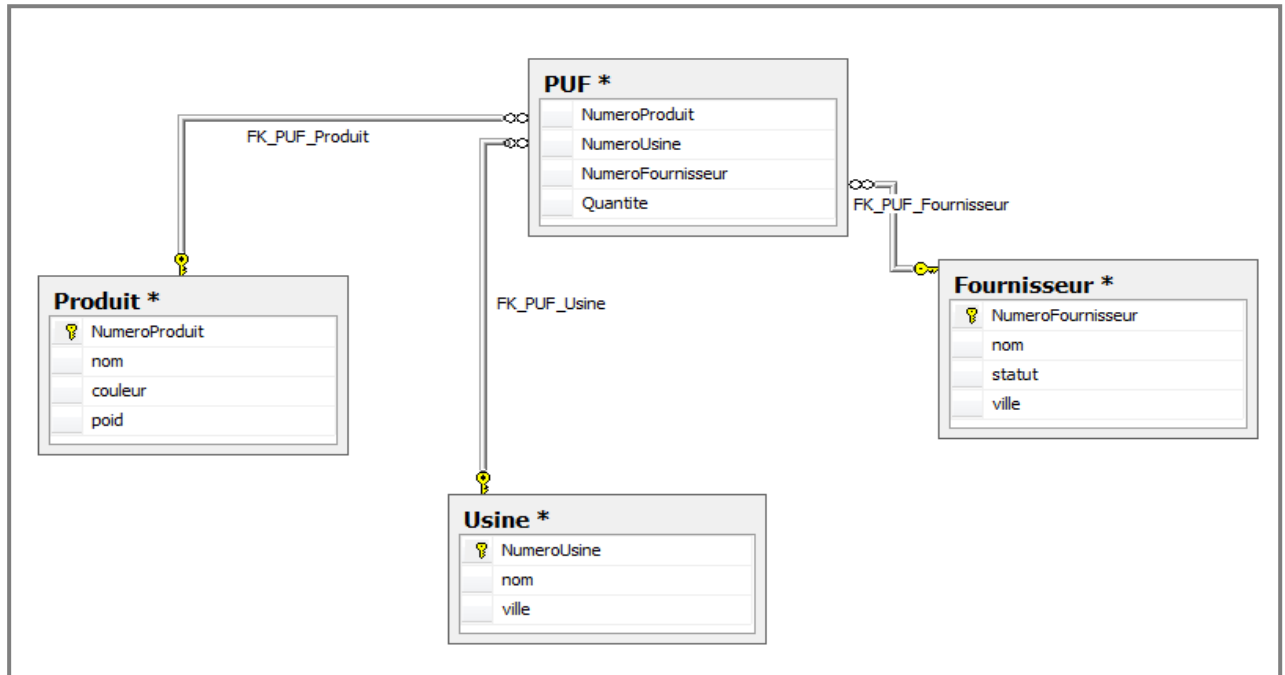 PUF *
NumeroProduit
NumeroUsine
NumeroFournisseur
Quantite
FK_PUF_Produit
FK_PUF_Fournisseur
Produit *
NumeroProduit
nom
couleur
poid
FK_PUF_Usine
Fournisseur *
NumeroFournisseur
nom
statut
ville
Usine *
NumeroUsine
nom
ville